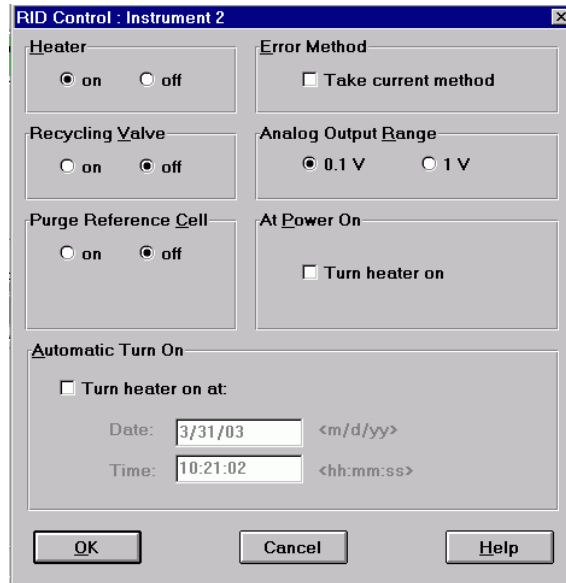 RID Control : Instrument 2
Heater
on off
Error Method
Take current method
Recycling Valve
on off
Analog Output Range
0.1 V 1 V
Purge Reference Cell
on off
At Power On
Turn heater on
Automatic Turn On
Turn heater on at:
Date: 3/31/03 <m/d/yy>
Time: 10:21:02 <hh:mm:ss>
OK Cancel Help